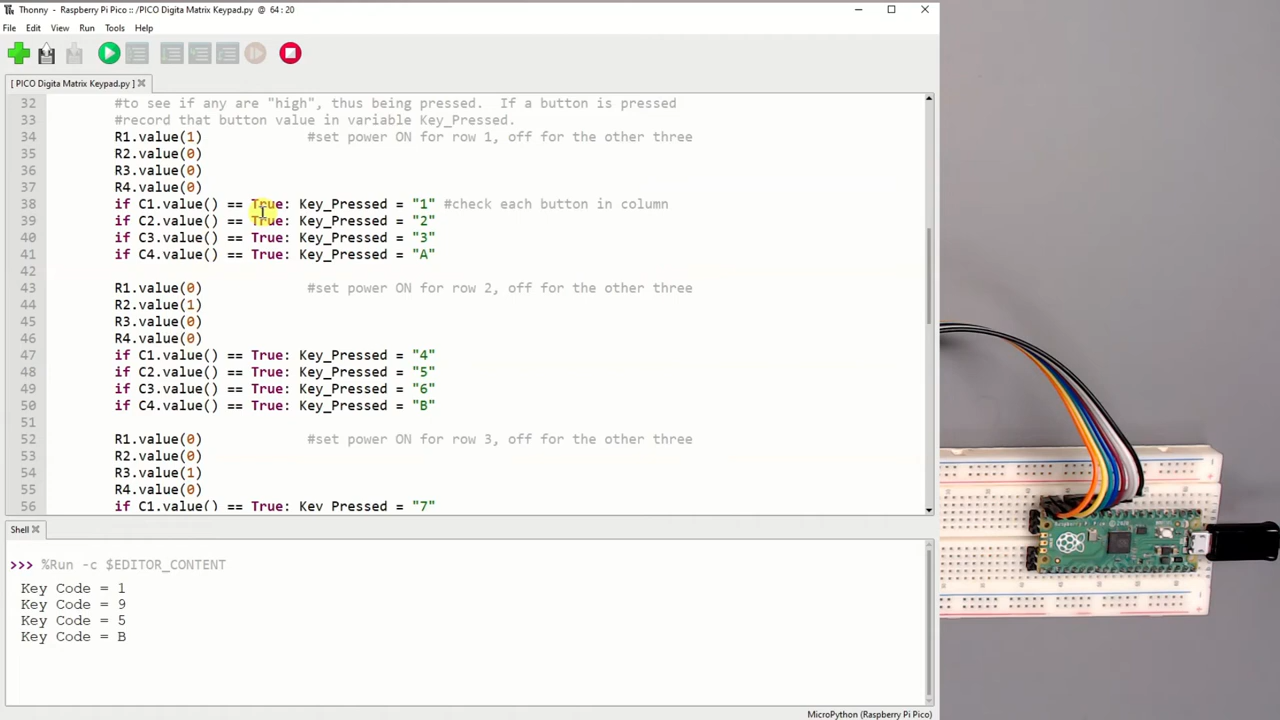 Thonny - Raspberry Pi Pico :: /PICO Digita Matrix Keypad.py @ 64 : 20
File Edit View Run Pico Tools Help
[ PICO Digita Matrix Keypad.py ]
32 #to see if any are "high", thus being pressed. If a button is pressed
33 #record that button value in variable Key_Pressed.
34 R1.value(1) #set power ON for row 1, off for the other three
35 R2.value(0)
36 R3.value(0)
37 R4.value(0)
38 if C1.value() == True: Key_Pressed = "1" #check each button in column
39 if C2.value() == True: Key_Pressed = "2"
40 if C3.value() == True: Key_Pressed = "3"
41 if C4.value() == True: Key_Pressed = "A"
42
43 R1.value(0) #set power ON for row 2, off for the other three
44 R2.value(1)
45 R3.value(0)
46 R4.value(0)
47 if C1.value() == True: Key_Pressed = "4"
48 if C2.value() == True: Key_Pressed = "5"
49 if C3.value() == True: Key_Pressed = "6"
50 if C4.value() == True: Key_Pressed = "B"
51
52 R1.value(0) #set power ON for row 3, off for the other three
53 R2.value(0)
54 R3.value(1)
55 R4.value(0)
56 if C1.value() == True: Key_Pressed = "7"
Shell
>>> %Run -c $EDITOR_CONTENT
Key Code = 1
Key Code = 9
Key Code = 5
Key Code = B
Raspberry Pi Pico
MicroPython (Raspberry Pi Pico)